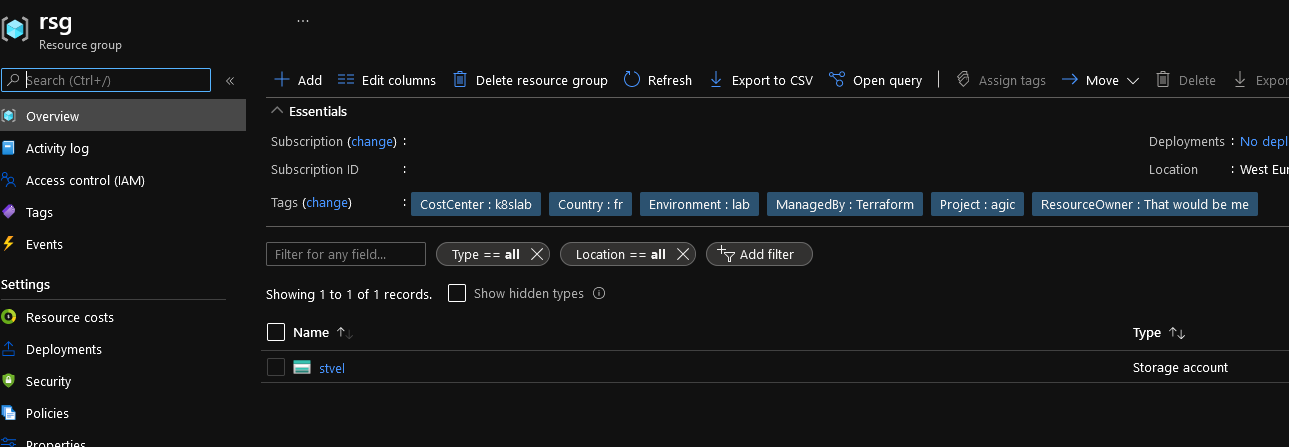 rsg
...
Resource group
Search (Ctrl+/)
«
Add
Edit columns
Delete resource group
Refresh
Export to CSV
Open query
Assign tags
Move
Delete
Expor
Overview
Activity log
Access control (IAM)
Tags
Events
Settings
Resource costs
Deployments
Security
Policies
Properties
Essentials
Subscription (change) :
Deployments : No depl
Subscription ID :
Location : West Eur
Tags (change) : CostCenter : k8slab Country : fr Environment : lab ManagedBy : Terraform Project : agic ResourceOwner : That would be me
Filter for any field...
Type == all
Location == all
Add filter
Showing 1 to 1 of 1 records.
Show hidden types
Name
Type
stvel
Storage account